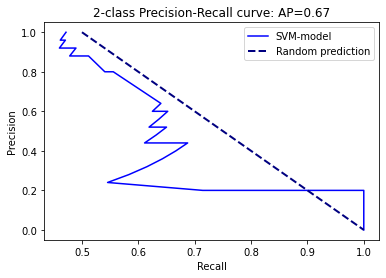 2-class Precision-Recall curve: AP=0.67
SVM-model
Random prediction
1.0
0.8
0.6
0.4
0.2
0.0
Precision
0.5 0.6 0.7 0.8 0.9 1.0
Recall